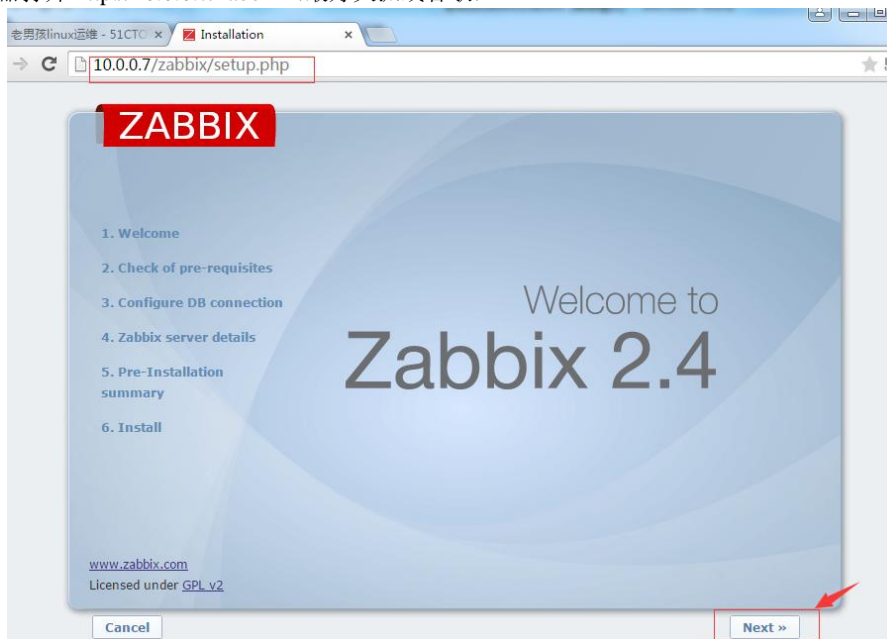 老男孩linux运维 - 51CTO
Installation
10.0.0.7/zabbix/setup.php
ZABBIX
1. Welcome
2. Check of pre-requisites
3. Configure DB connection
4. Zabbix server details
5. Pre-Installation
summary
6. Install
Welcome to
Zabbix 2.4
www.zabbix.com
Licensed under GPL v2
Cancel
Next »